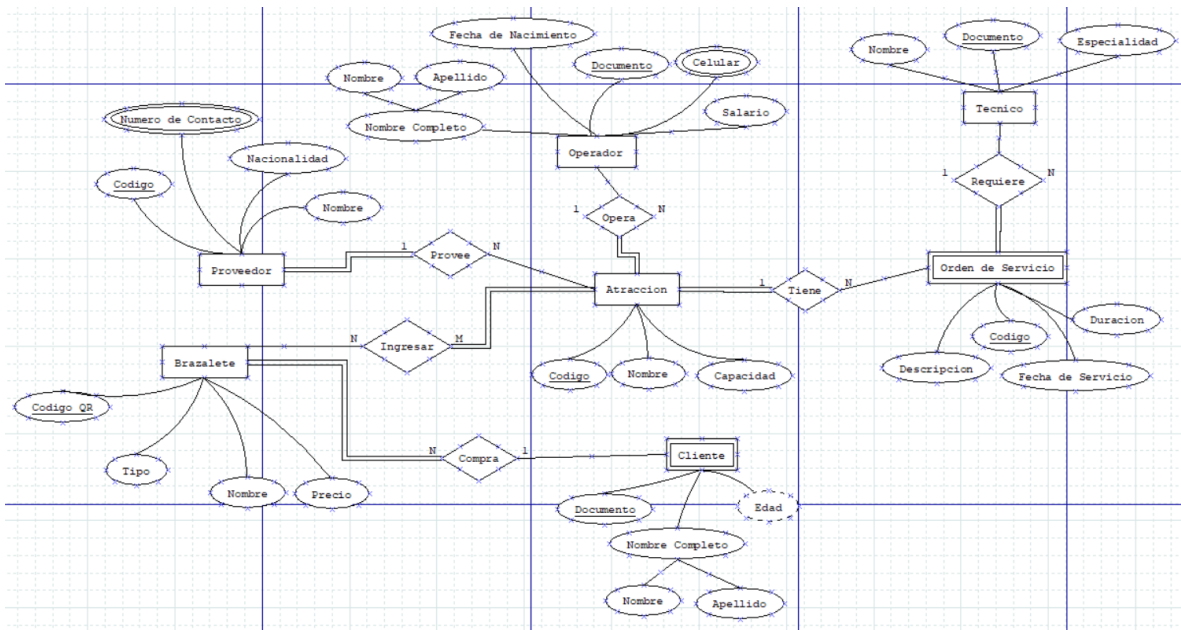 Fecha de Nacimiento
Documento
Celular
Nombre
Apellido
Nombre Completo
Salario
Operador
Nombre
Documento
Especialidad
Tecnico
Numero de Contacto
Nacionalidad
Codigo
Nombre
Proveedor
1
Requiere
N
1
Opera
N
1
Provee
N
Atraccion
1
Tiene
N
Orden de Servicio
N
Ingresar
M
Brazalete
Codigo
Nombre
Capacidad
Descripcion
Codigo
Duracion
Fecha de Servicio
Codigo QR
Tipo
Nombre
Precio
N
Compra
1
Cliente
Documento
Edad
Nombre Completo
Nombre
Apellido